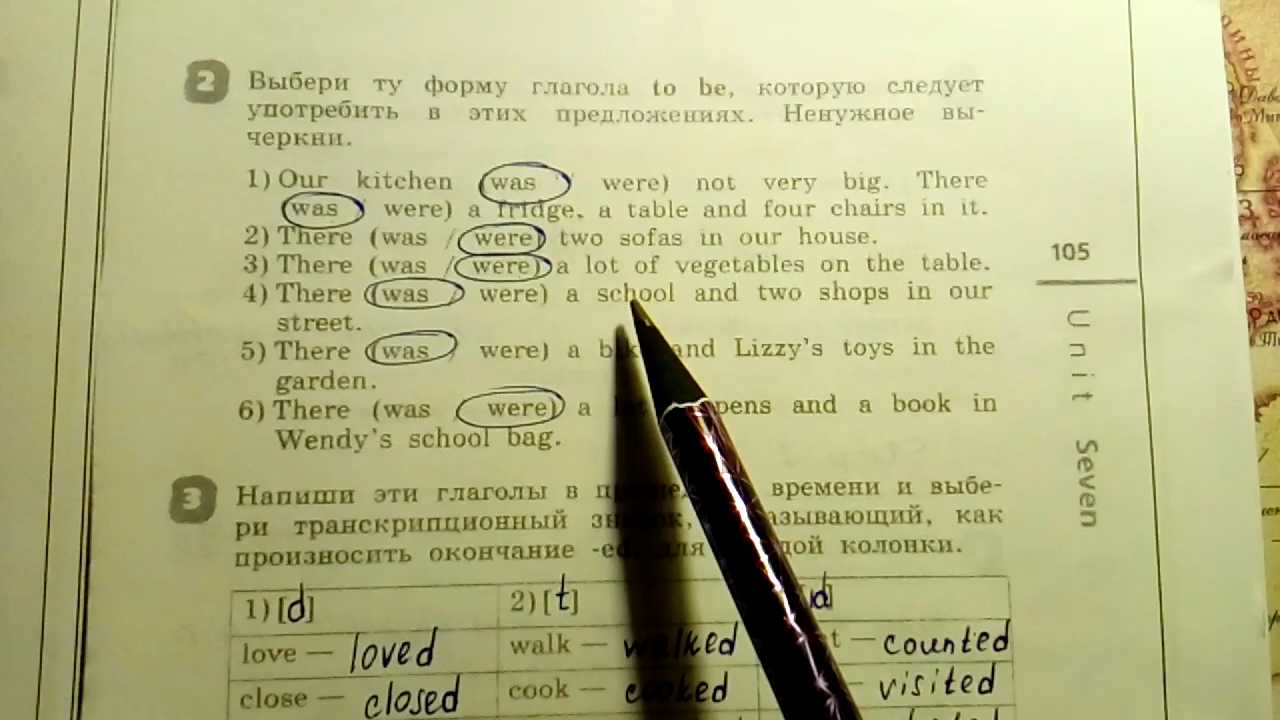 2 Выбери ту форму глагола to be, которую следует
употребить в этих предложениях. Ненужное вы-
черкни.
1) Our kitchen (was were) not very big. There
(was were) a fridge, a table and four chairs in it.
2) There (was / were) two sofas in our house.
3) There (was / were) a lot of vegetables on the table.
4) There (was / were) a school and two shops in our
street.
5) There (was / were) a and Lizzy's toys in the
garden.
6) There (was were) a pens and a book in
Wendy's school bag.
105
Unit Seven
3 Напиши эти глаголы в времени и выбе-
ри транскрипционный как
произносить окончание -ed колонки.
1) [d] 2) [t] d]
love — loved walk — walked — counted
close — closed cook — cooked — visited